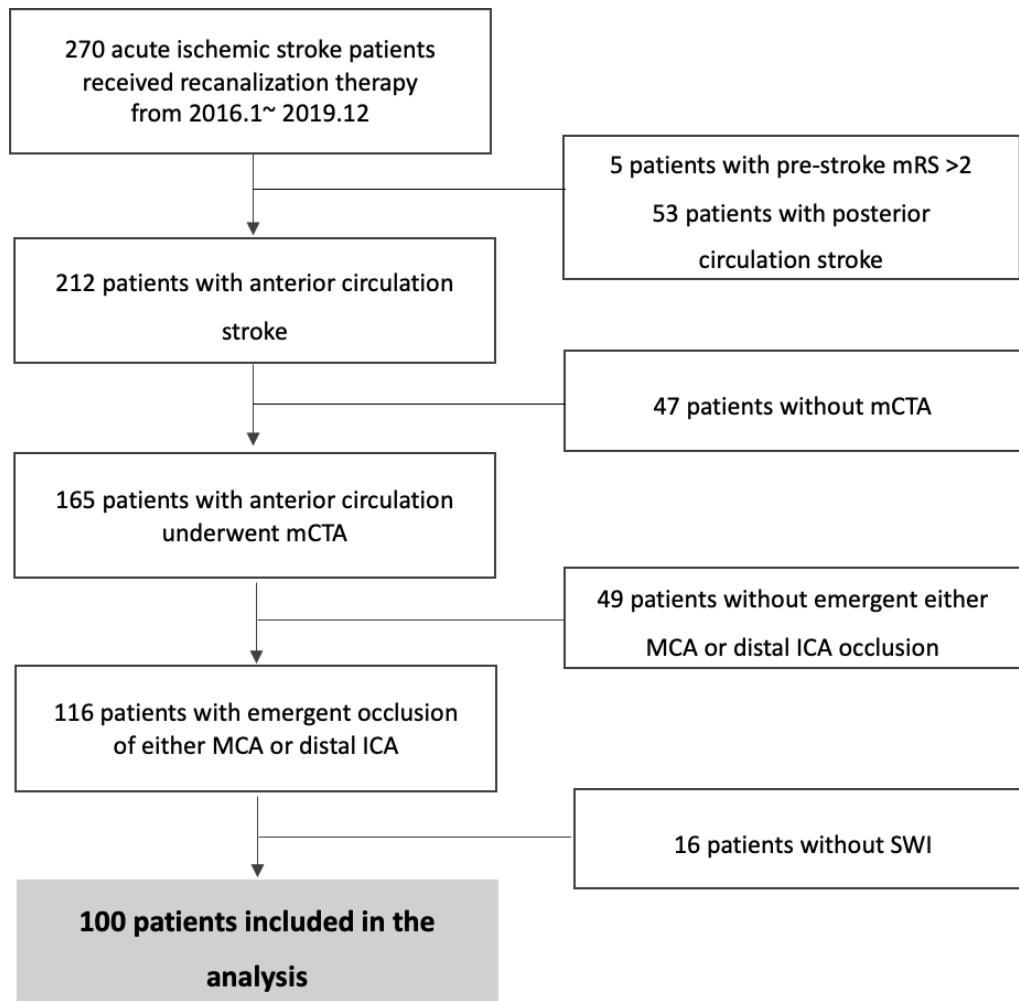 270 acute ischemic stroke patients
received recanalization therapy
from 2016.1~ 2019.12
5 patients with pre-stroke mRS >2
53 patients with posterior
circulation stroke
212 patients with anterior circulation
stroke
47 patients without mCTA
165 patients with anterior circulation
underwent mCTA
49 patients without emergent either
MCA or distal ICA occlusion
116 patients with emergent occlusion
of either MCA or distal ICA
16 patients without SWI
100 patients included in the
analysis